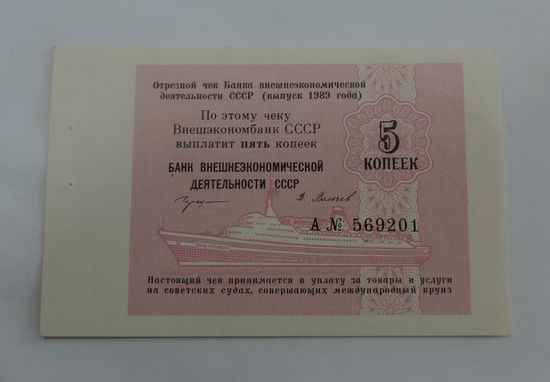 Отрезной чек Банка внешнеэкономической
деятельности СССР (выпуск 1989 года)
По этому чеку
Внешэкономбанк СССР
выплатит пять копеек
5
КОПЕЕК
БАНК ВНЕШНЕЭКОНОМИЧЕСКОЙ
ДЕЯТЕЛЬНОСТИ СССР
А № 569201
Настоящий чек принимается в уплату за товары и услуги
на советских судах, совершающих международный круиз